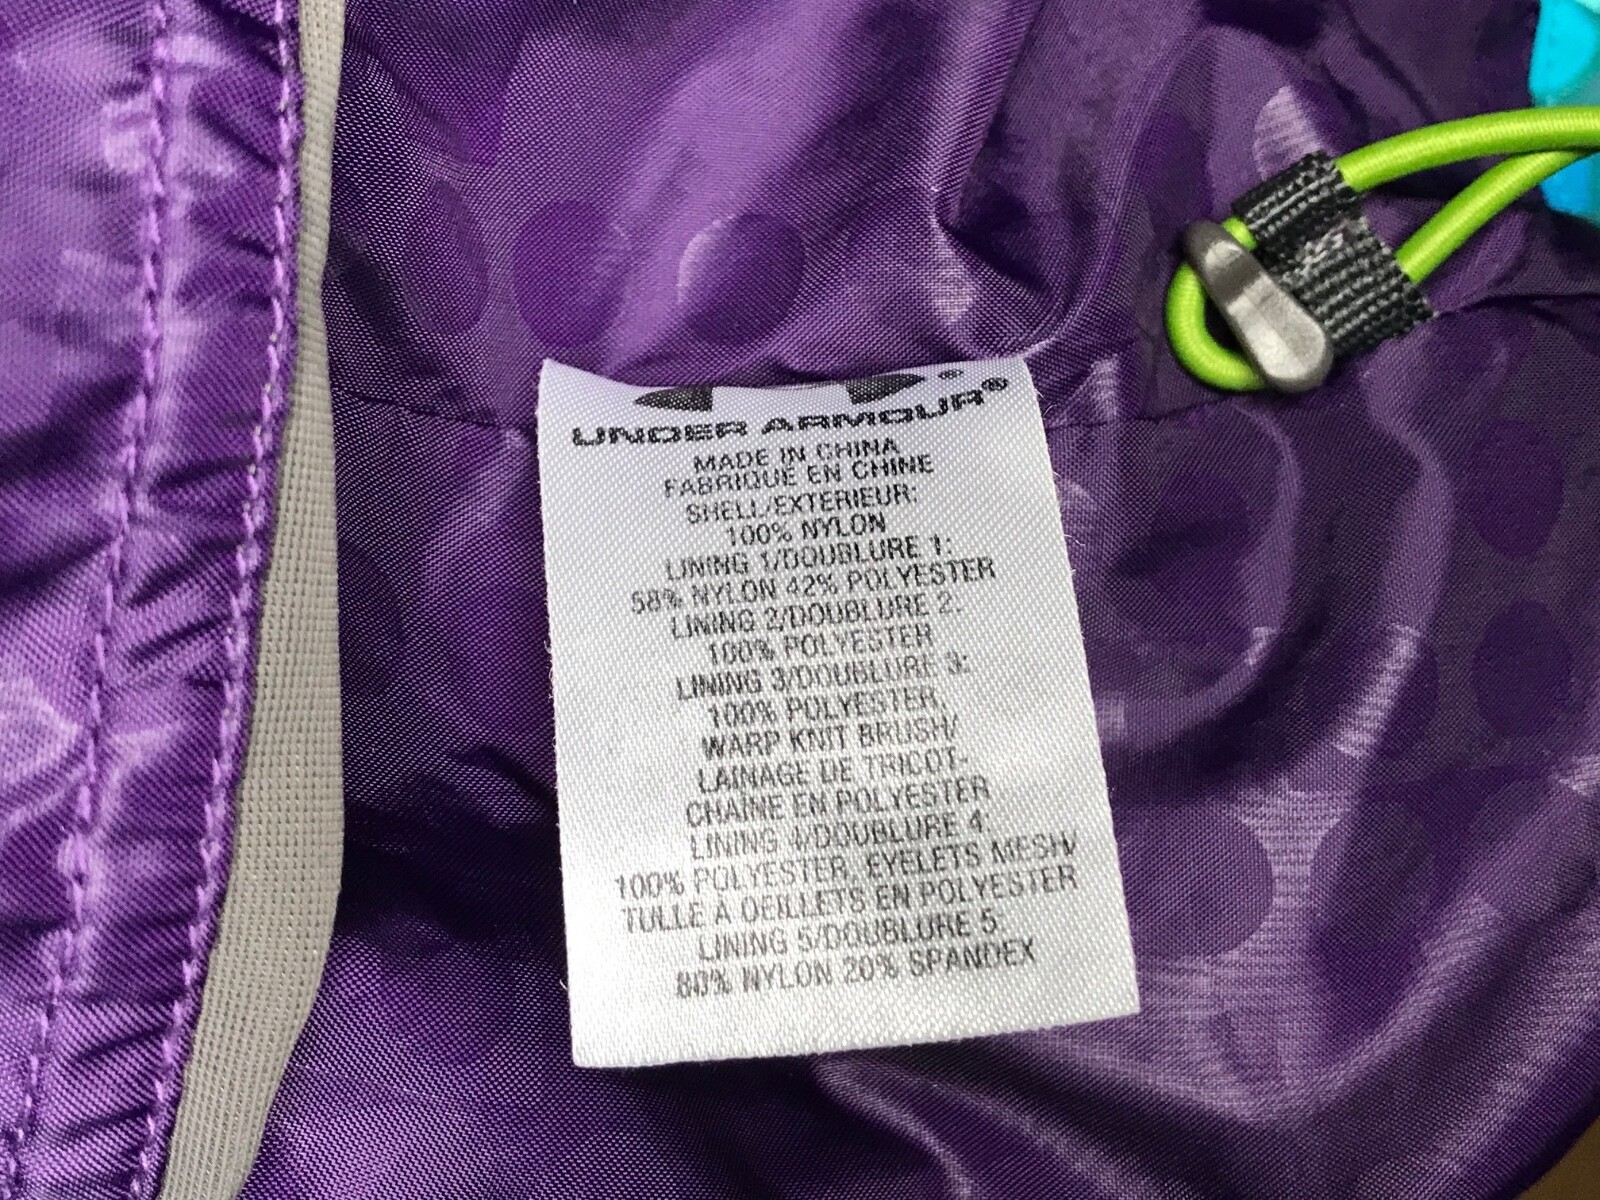 UNDER ARMOUR®
MADE IN CHINA
FABRIQUÉ EN CHINE
SHELL/EXTERIEUR:
100% NYLON
LINING 1/DOUBLURE 1:
58% NYLON 42% POLYESTER
LINING 2/DOUBLURE 2:
100% POLYESTER
LINING 3/DOUBLURE 3:
100% POLYESTER,
WARP KNIT BRUSH/
LAINAGE DE TRICOT-
CHAÎNE EN POLYESTER
LINING 4/DOUBLURE 4:
100% POLYESTER, EYELETS MESH/
TULLE À OEILLETS EN POLYESTER
LINING 5/DOUBLURE 5:
80% NYLON 20% SPANDEX